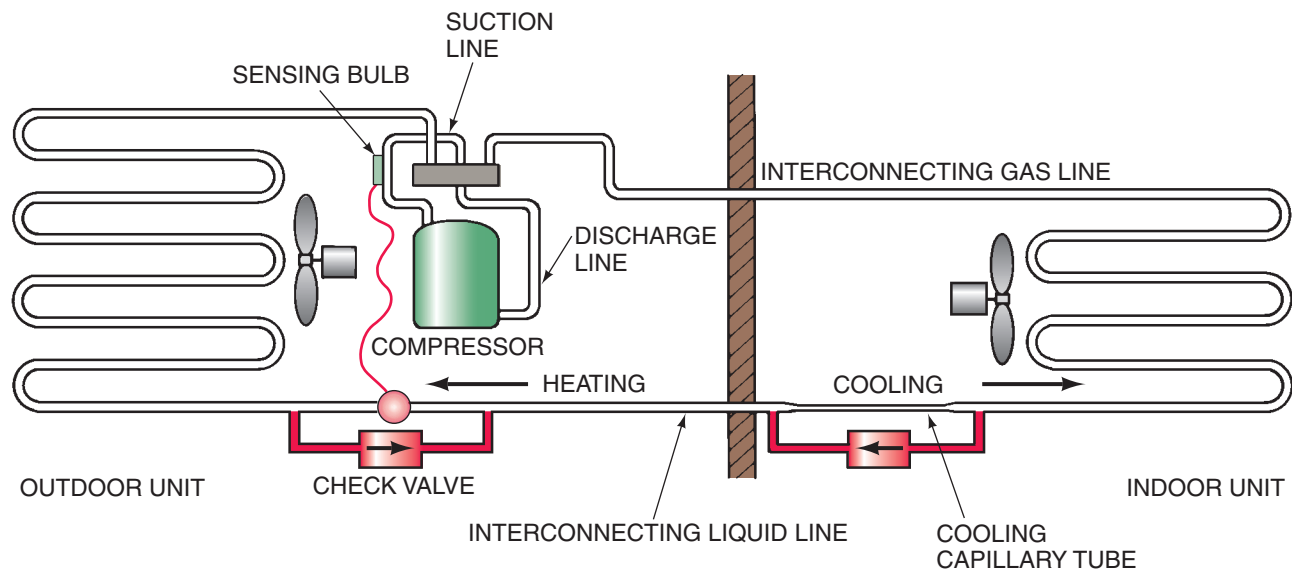 SUCTION
LINE
SENSING BULB
INTERCONNECTING GAS LINE
DISCHARGE
LINE
COMPRESSOR
HEATING
COOLING
OUTDOOR UNIT
CHECK VALVE
INDOOR UNIT
INTERCONNECTING LIQUID LINE
COOLING
CAPILLARY TUBE